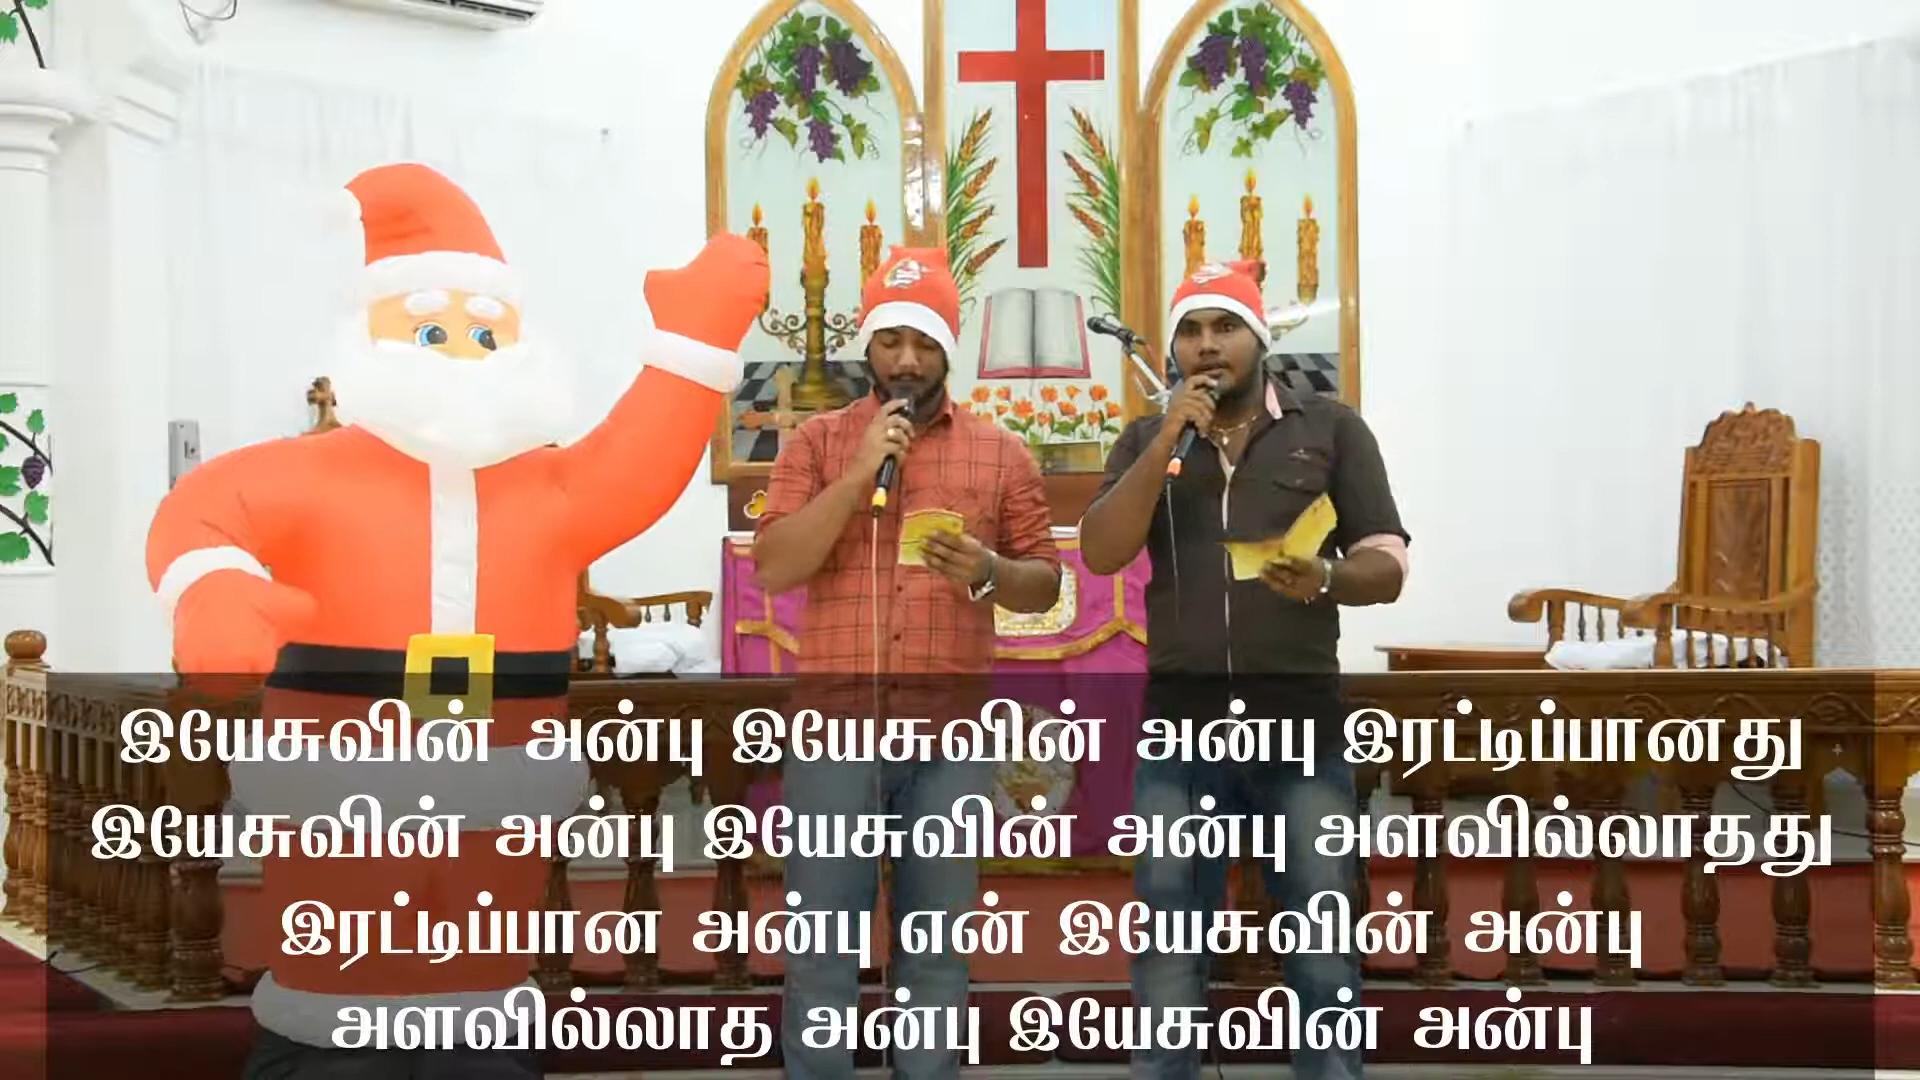 இயேசுவின் அன்பு இயேசுவின் அன்பு இரட்டிப்பானது
இயேசுவின் அன்பு இயேசுவின் அன்பு அளவில்லாதது
இரட்டிப்பான அன்பு என் இயேசுவின் அன்பு
அளவில்லாத அன்பு இயேசுவின் அன்பு